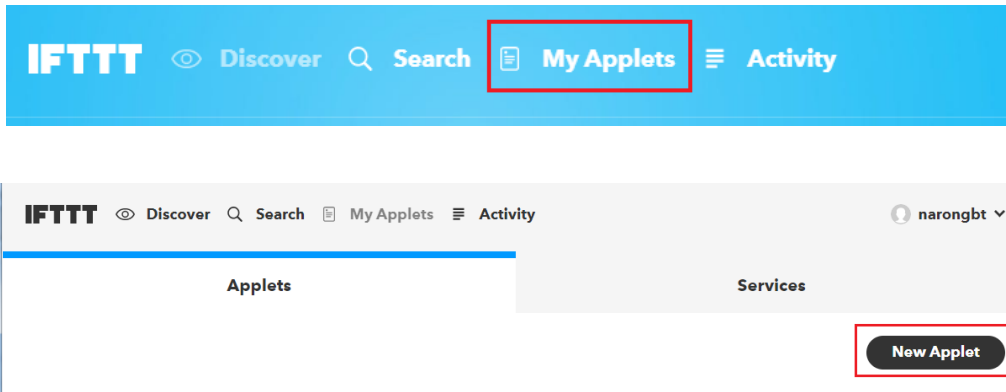 IFTTT Discover Search My Applets Activity
IFTTT Discover Search My Applets Activity narongbt
Applets Services
New Applet